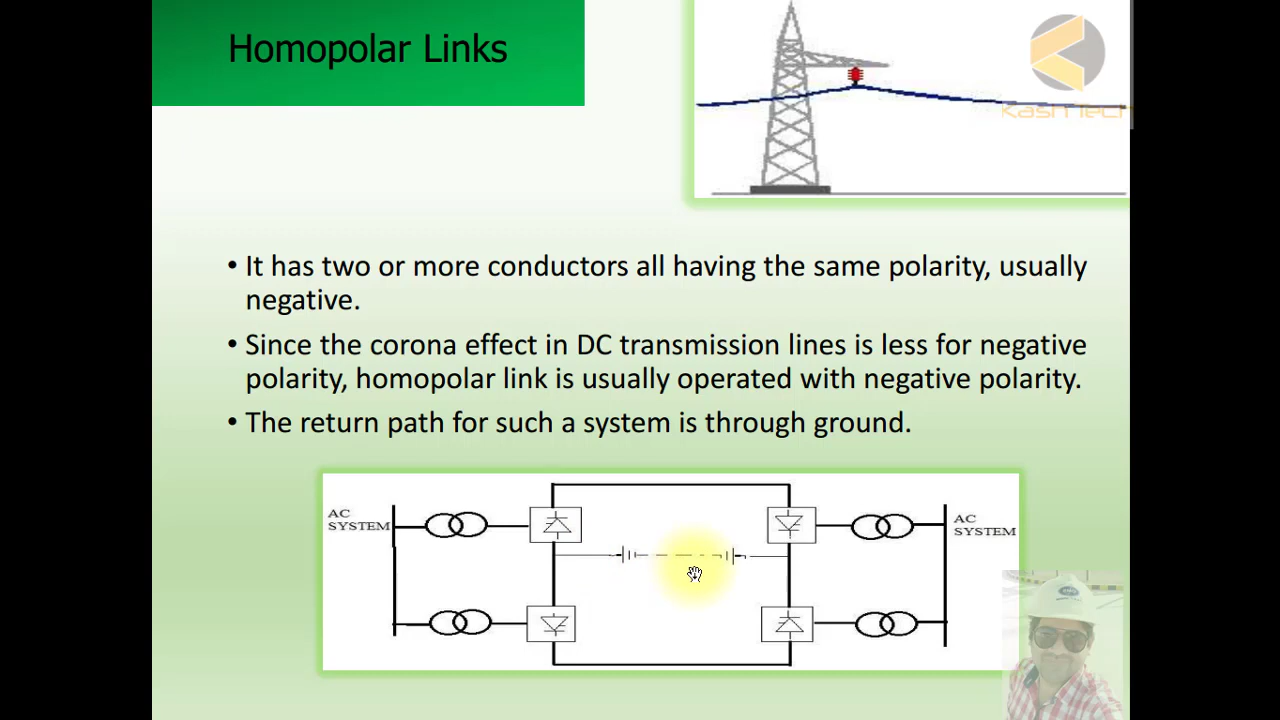 Homopolar Links
Kash Tech
• It has two or more conductors all having the same polarity, usually
negative.
• Since the corona effect in DC transmission lines is less for negative
polarity, homopolar link is usually operated with negative polarity.
• The return path for such a system is through ground.
AC
SYSTEM
AC
SYSTEM